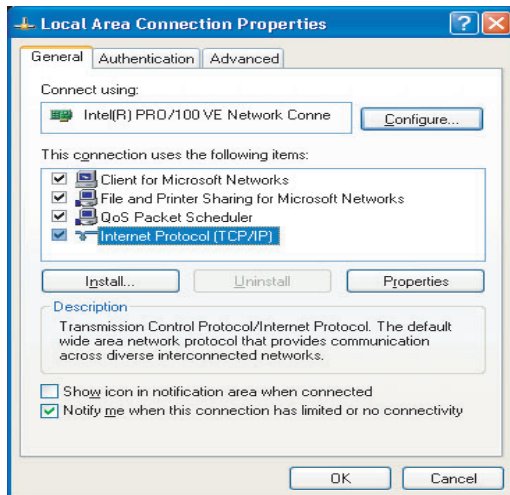 Local Area Connection Properties
General Authentication Advanced
Connect using:
Intel(R) PRO/100 VE Network Conne
Configure...
This connection uses the following items:
Client for Microsoft Networks
File and Printer Sharing for Microsoft Networks
QoS Packet Scheduler
Internet Protocol (TCP/IP)
Install... Uninstall Properties
Description
Transmission Control Protocol/Internet Protocol. The default
wide area network protocol that provides communication
across diverse interconnected networks.
Show icon in notification area when connected
Notify me when this connection has limited or no connectivity
OK Cancel